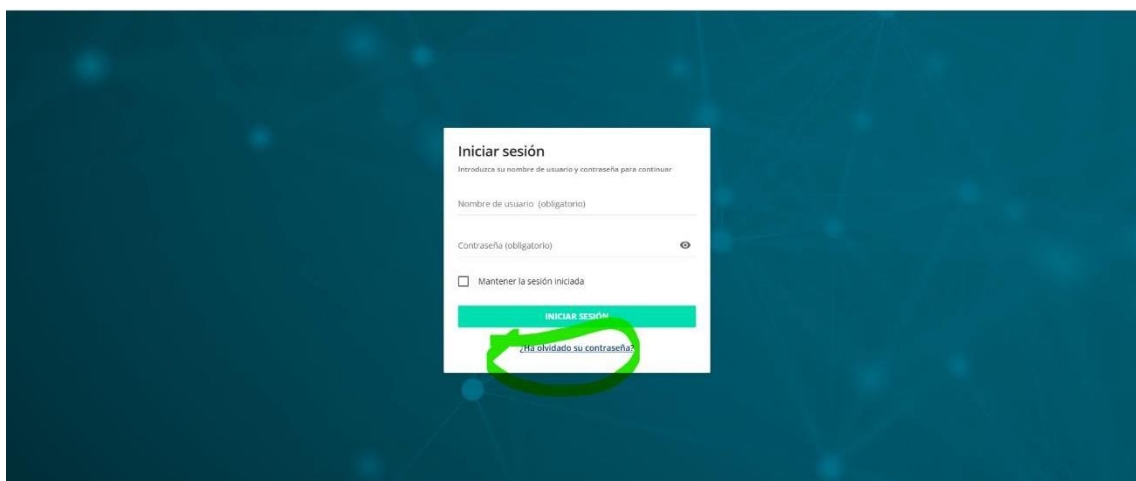 Iniciar sesión
Introduzca su nombre de usuario y contraseña para continuar
Nombre de usuario (obligatorio)
Contraseña (obligatorio)
Mantener la sesión iniciada
INICIAR SESIÓN
¿Ha olvidado su contraseña?